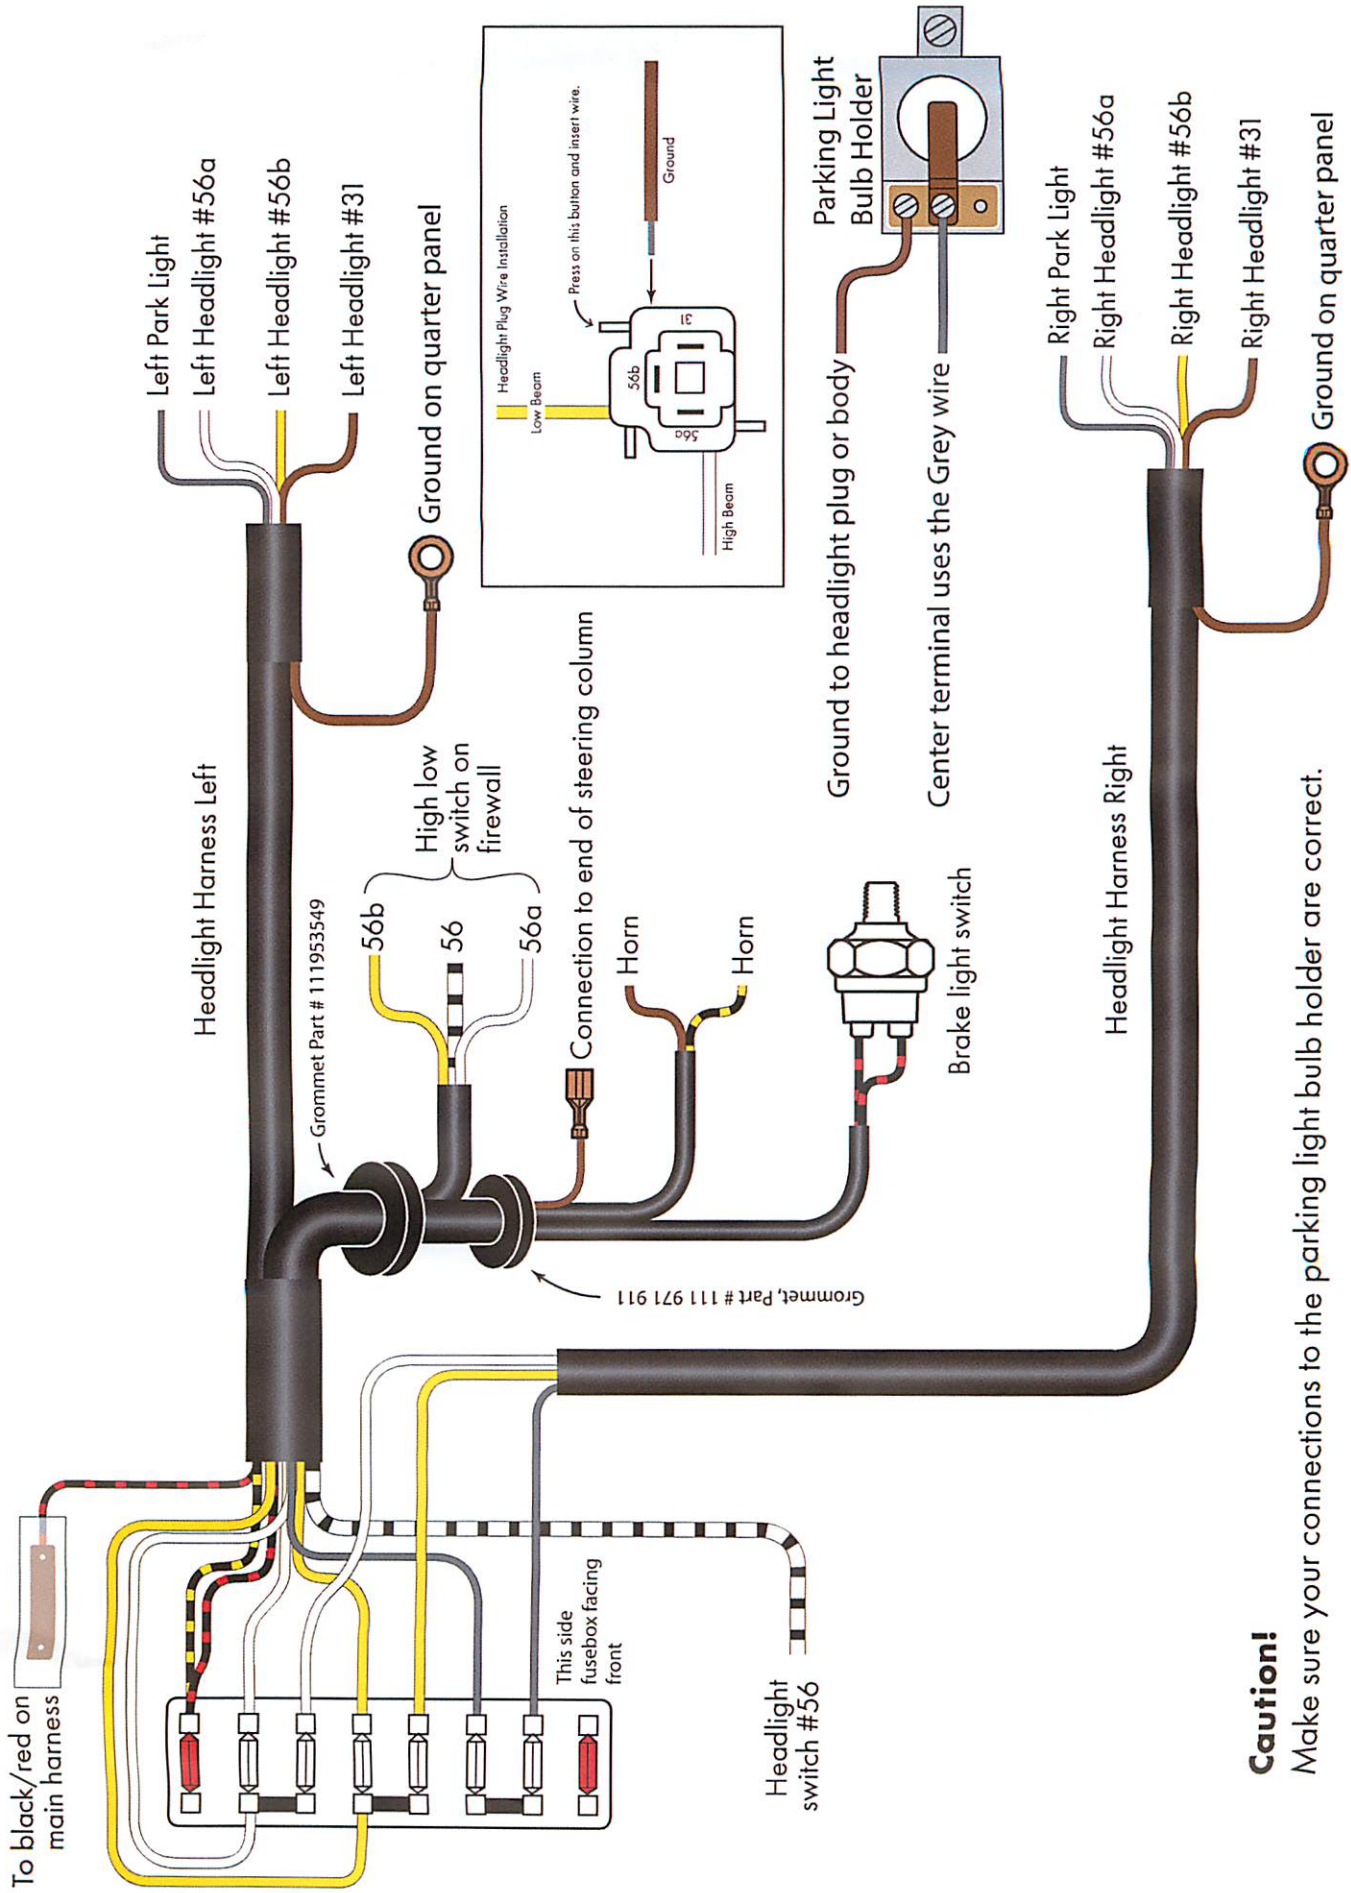 To black/red on
main harness
This side
fusebox facing
front
Headlight
switch #56
Headlight Harness Left
Grommet Part # 111953549
Grommet, Part # 111 971 911
56b
56
56a
High low
switch on
firewall
Connection to end of steering column
Horn
Horn
Brake light switch
Left Park Light
Left Headlight #56a
Left Headlight #56b
Left Headlight #31
Ground on quarter panel
Headlight Plug Wire Installation
Low Beam
Press on this button and insert wire.
Ground
High Beam
56b
56a
31
Parking Light
Bulb Holder
Ground to headlight plug or body
Center terminal uses the Grey wire
Headlight Harness Right
Right Park Light
Right Headlight #56a
Right Headlight #56b
Right Headlight #31
Ground on quarter panel
Caution!
Make sure your connections to the parking light bulb holder are correct.